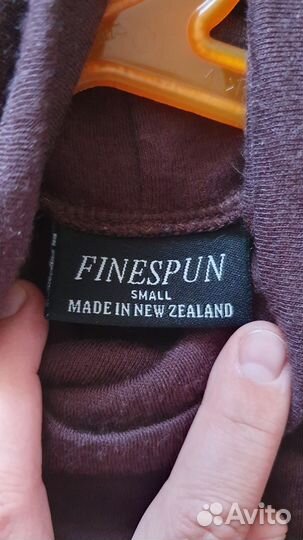 FINESPUN
SMALL
MADE IN NEW ZEALAND
Avito